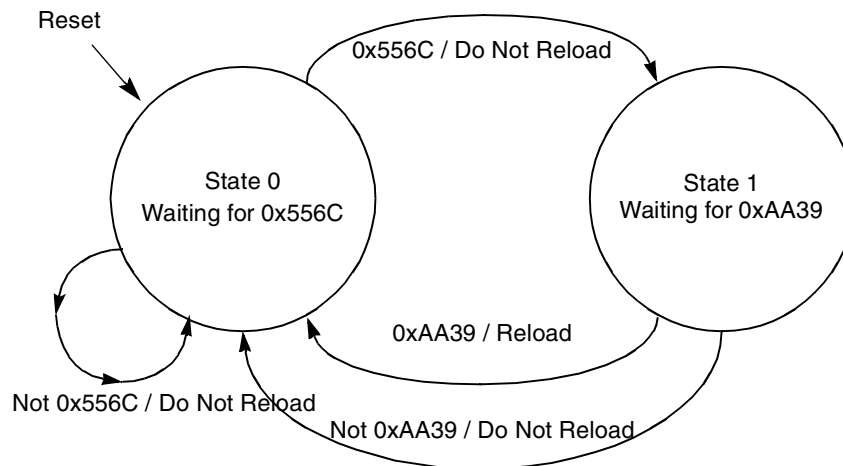 Reset
0x556C / Do Not Reload
State 0
Waiting for 0x556C
State 1
Waiting for 0xAA39
0xAA39 / Reload
Not 0x556C / Do Not Reload
Not 0xAA39 / Do Not Reload